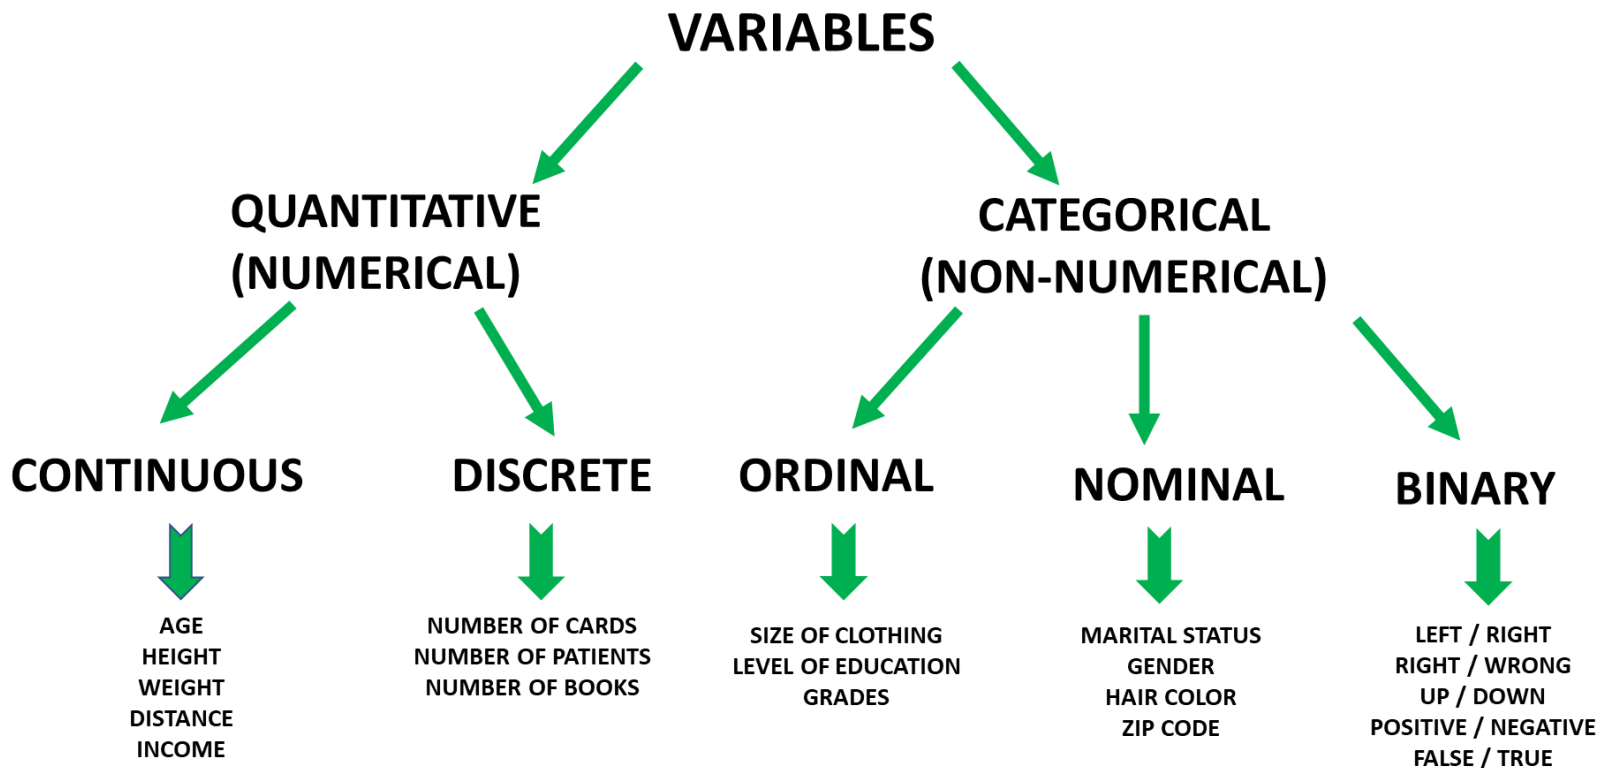 VARIABLES
QUANTITATIVE
(NUMERICAL)
CATEGORICAL
(NON-NUMERICAL)
CONTINUOUS
DISCRETE
ORDINAL
NOMINAL
BINARY
AGE
HEIGHT
WEIGHT
DISTANCE
INCOME
NUMBER OF CARDS
NUMBER OF PATIENTS
NUMBER OF BOOKS
SIZE OF CLOTHING
LEVEL OF EDUCATION
GRADES
MARITAL STATUS
GENDER
HAIR COLOR
ZIP CODE
LEFT / RIGHT
RIGHT / WRONG
UP / DOWN
POSITIVE / NEGATIVE
FALSE / TRUE